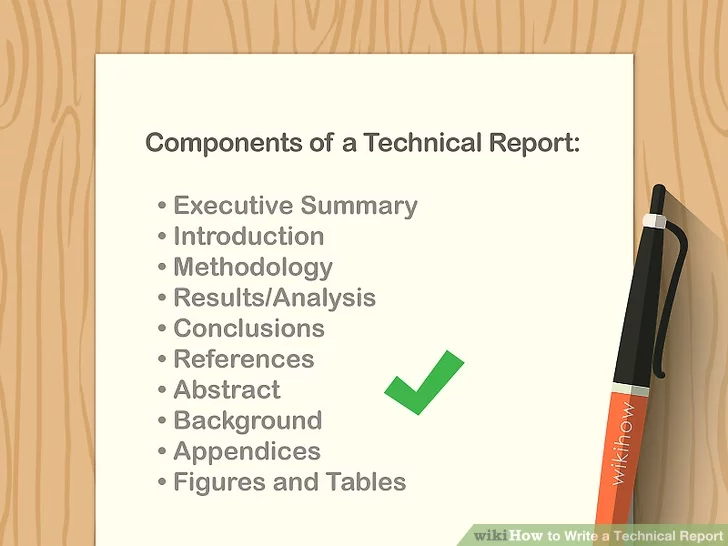 Components of a Technical Report:
• Executive Summary
• Introduction
• Methodology
• Results/Analysis
• Conclusions
• References
• Abstract
• Background
• Appendices
• Figures and Tables
wikihow
wikiHow to Write a Technical Report